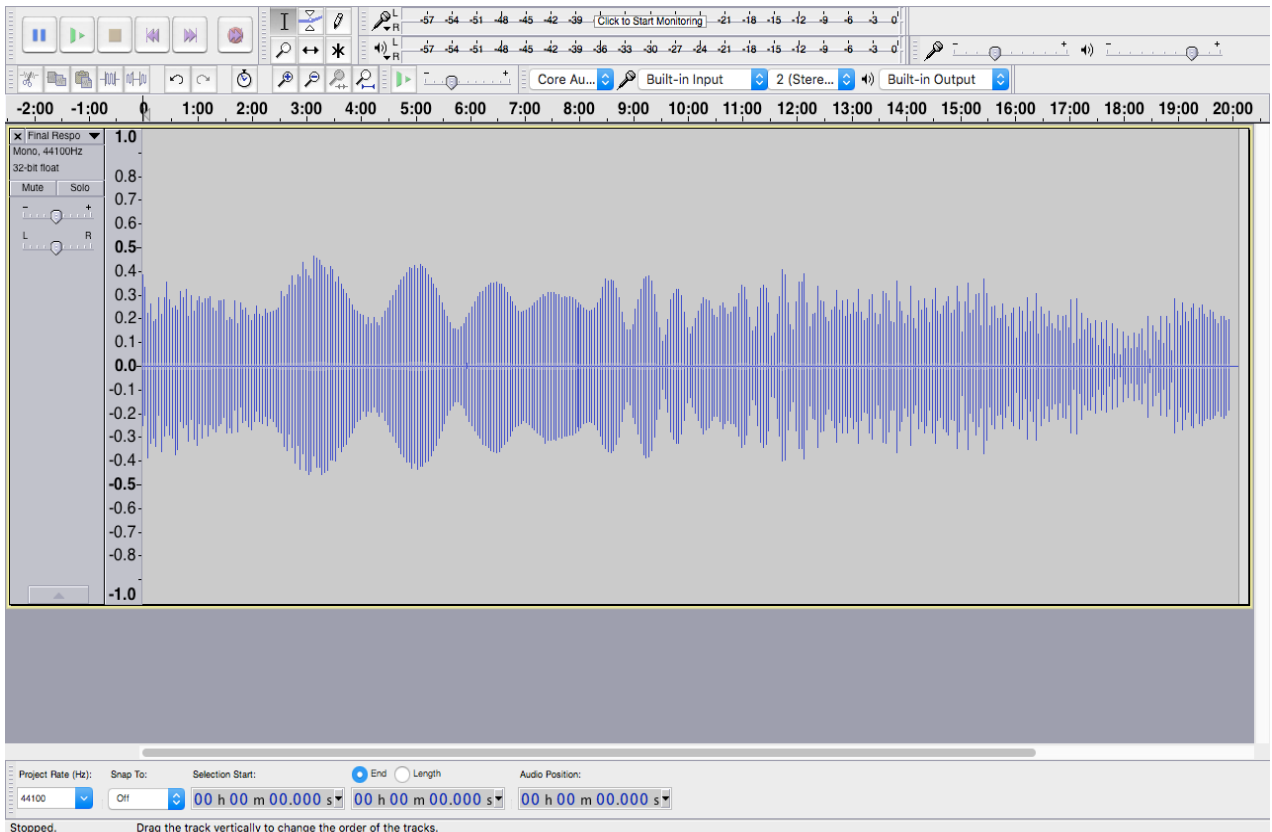 L R -57 -54 -51 -48 -45 -42 -39 Click to Start Monitoring -21 -18 -15 -12 -9 -6 -3 0
L R -57 -54 -51 -48 -45 -42 -39 -36 -33 -30 -27 -24 -21 -18 -15 -12 -9 -6 -3 0
Core Au... Built-in Input 2 (Stere... Built-in Output
-2:00 -1:00 0 1:00 2:00 3:00 4:00 5:00 6:00 7:00 8:00 9:00 10:00 11:00 12:00 13:00 14:00 15:00 16:00 17:00 18:00 19:00 20:00
x Final Respo
Mono, 44100Hz
32-bit float
Mute Solo
- +
L R
1.0
0.8
0.7
0.6
0.5
0.4
0.3
0.2
0.1
0.0
-0.1
-0.2
-0.3
-0.4
-0.5
-0.6
-0.7
-0.8
-1.0
Project Rate (Hz): Snap To: Selection Start: End Length Audio Position:
44100 Off 00 h 00 m 00.000 s 00 h 00 m 00.000 s 00 h 00 m 00.000 s
Stopped. Drag the track vertically to change the order of the tracks.